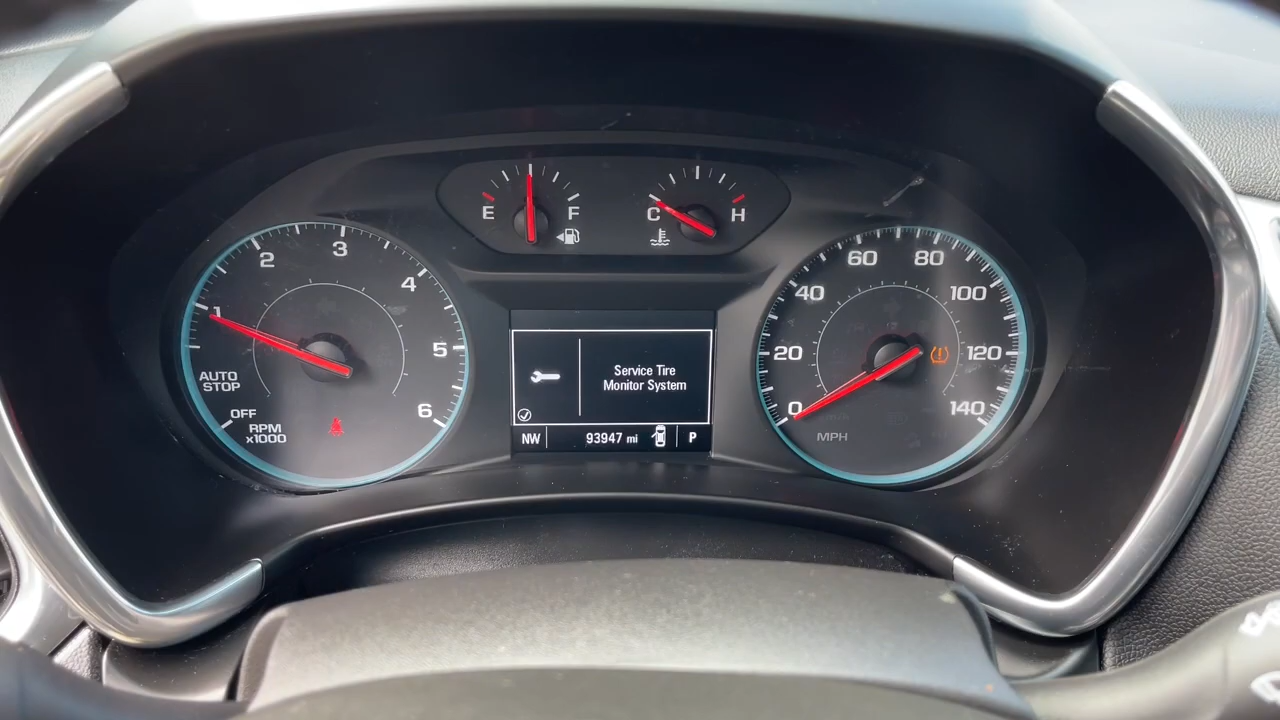 E F
C H
1 2 3 4 5 6
AUTO
STOP
OFF
RPM
x1000
Service Tire
Monitor System
NW 93947 mi P
0 20 40 60 80 100 120 140
MPH